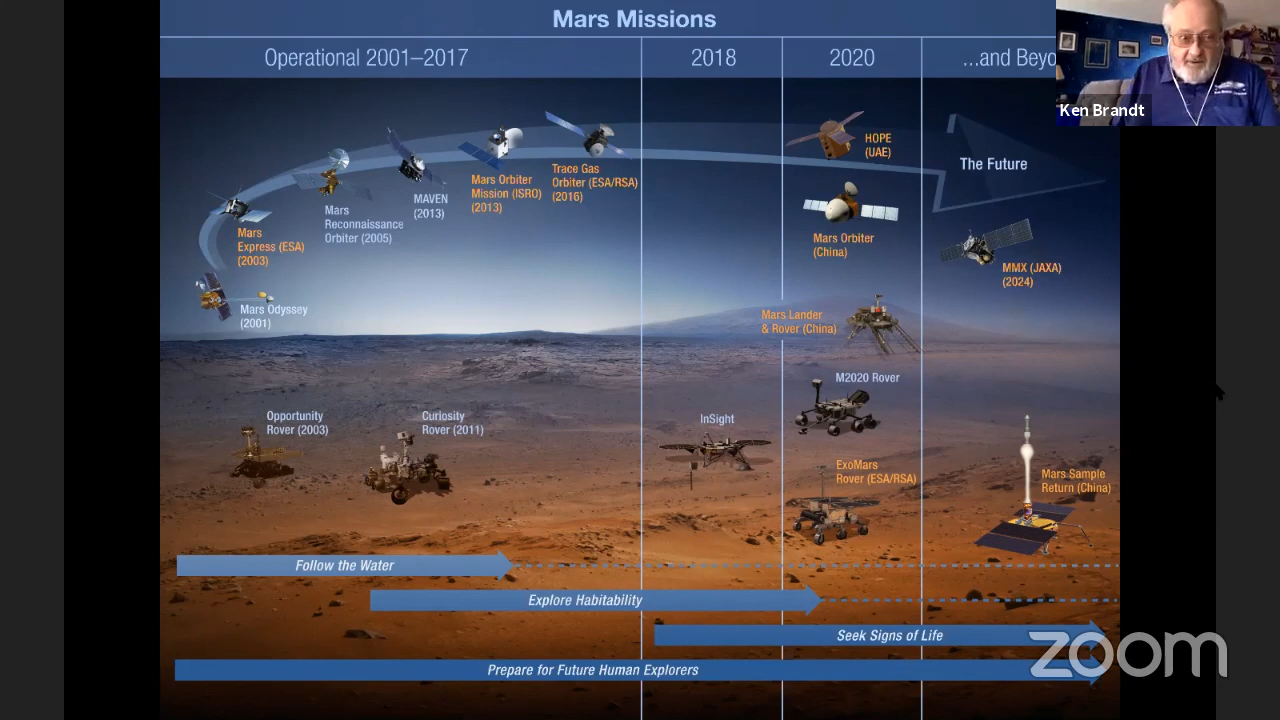 Mars Missions
Operational 2001–2017
2018
2020
...and Beyo
Ken Brandt
HOPE
(UAE)
The Future
Trace Gas
Orbiter (ESA/RSA)
(2016)
Mars Orbiter
Mission (ISRO)
(2013)
MAVEN
(2013)
Mars
Reconnaissance
Orbiter (2005)
Mars
Express (ESA)
(2003)
Mars Orbiter
(China)
MMX (JAXA)
(2024)
Mars Odyssey
(2001)
Mars Lander
& Rover (China)
M2020 Rover
Opportunity
Rover (2003)
Curiosity
Rover (2011)
InSight
ExoMars
Rover (ESA/RSA)
Mars Sample
Return (China)
Follow the Water
Explore Habitability
Seek Signs of Life
Prepare for Future Human Explorers
zoom